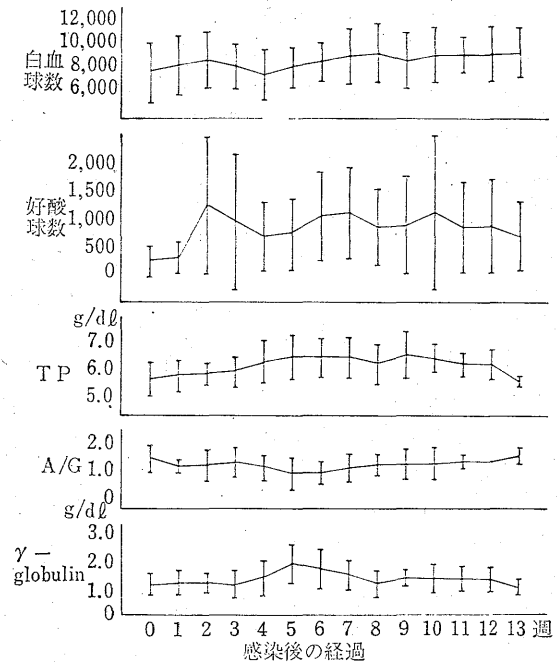 12,000
10,000
白血 8,000
球数 6,000
2,000
1,500
好酸 1,000
球数 500
0
g/dℓ
7.0
TP 6.0
5.0
2.0
A/G 1.0
0
g/dℓ
3.0
γ－ 2.0
globulin 1.0
0
0 1 2 3 4 5 6 7 8 9 10 11 12 13 週
感染後の経過